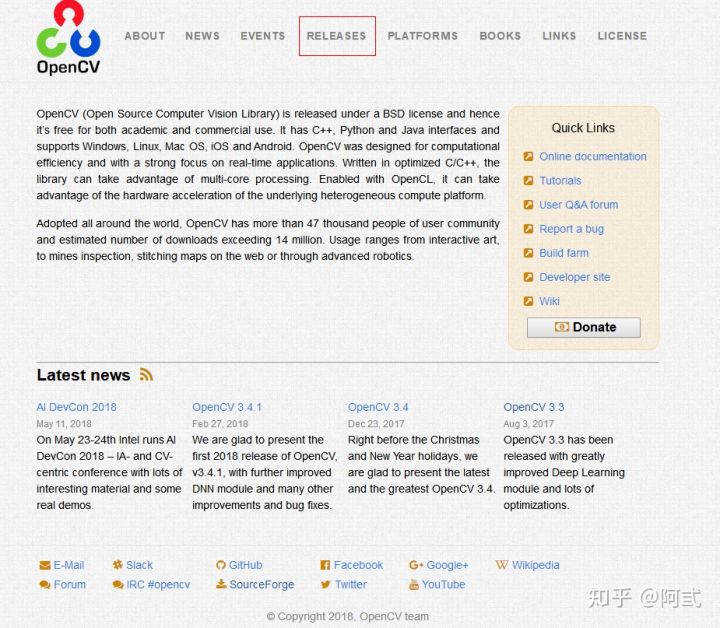 OpenCV
ABOUT NEWS EVENTS RELEASES PLATFORMS BOOKS LINKS LICENSE
OpenCV (Open Source Computer Vision Library) is released under a BSD license and hence
it's free for both academic and commercial use. It has C++, Python and Java interfaces and
supports Windows, Linux, Mac OS, iOS and Android. OpenCV was designed for computational
efficiency and with a strong focus on real-time applications. Written in optimized C/C++, the
library can take advantage of multi-core processing. Enabled with OpenCL, it can take
advantage of the hardware acceleration of the underlying heterogeneous compute platform.
Adopted all around the world, OpenCV has more than 47 thousand people of user community
and estimated number of downloads exceeding 14 million. Usage ranges from interactive art,
to mines inspection, stitching maps on the web or through advanced robotics.
Quick Links
Online documentation
Tutorials
User Q&A forum
Report a bug
Build farm
Developer site
Wiki
Donate
Latest news
AI DevCon 2018
May 11, 2018
On May 23-24th Intel runs AI
DevCon 2018 – IA- and CV-
centric conference with lots of
interesting material and some
real demos.
OpenCV 3.4.1
Feb 27, 2018
We are glad to present the
first 2018 release of OpenCV,
v3.4.1, with further improved
DNN module and many other
improvements and bug fixes.
OpenCV 3.4
Dec 23, 2017
Right before the Christmas
and New Year holidays, we
are glad to present the latest
and the greatest OpenCV 3.4.
OpenCV 3.3
Aug 3, 2017
OpenCV 3.3 has been
released with greatly
improved Deep Learning
module and lots of
optimizations.
E-Mail Slack GitHub Facebook Google+ Wikipedia
Forum IRC #opencv SourceForge Twitter YouTube
知乎 @阿弐
© Copyright 2018, OpenCV team